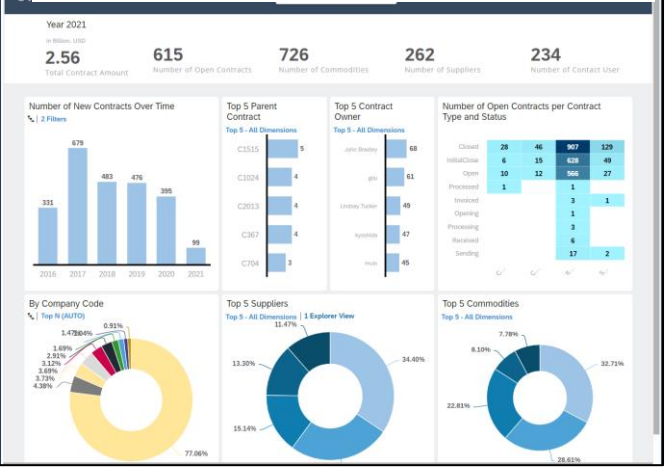 Year 2021
in Billion, USD
2.56
Total Contract Amount
615
Number of Open Contracts
726
Number of Commodities
262
Number of Suppliers
234
Number of Contact User
Number of New Contracts Over Time
2 Filters
331
679
483
476
395
99
2016 2017 2018 2019 2020 2021
Top 5 Parent
Contract
Top 5 - All Dimensions
C1515 5
C1024 4
C2013 4
C367 4
C704 3
Top 5 Contract
Owner
Top 5 - All Dimensions
68
61
Lindsay Tucker 49
47
45
Number of Open Contracts per Contract
Type and Status
Closed 28 46 907 129
InitialClose 6 15 628 49
Open 10 12 566 27
Processed 1 1
Invoiced 3 1
Opening 1
Processing 3
Received 6
Sending 17 2
By Company Code
Top N (AUTO)
0.91%
1.69%
2.91%
3.12%
3.69%
3.73%
4.38%
77.06%
Top 5 Suppliers
Top 5 - All Dimensions | 1 Explorer View
11.47%
13.30%
15.14%
34.40%
Top 5 Commodities
Top 5 - All Dimensions
7.78%
8.10%
22.81%
32.71%
28.61%